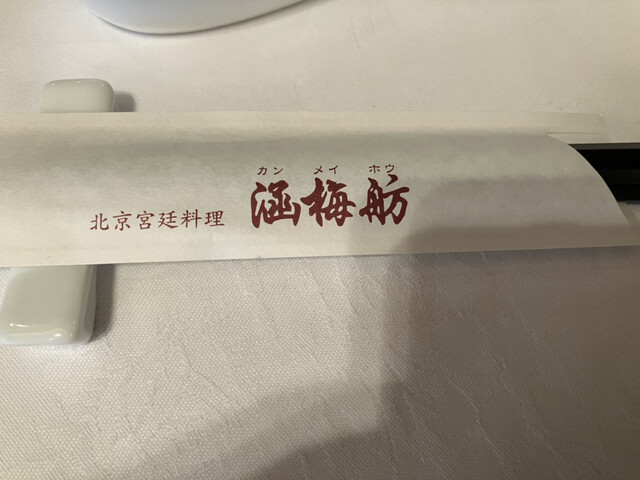 カン メイ ホウ
北京宮廷料理 涵梅舫